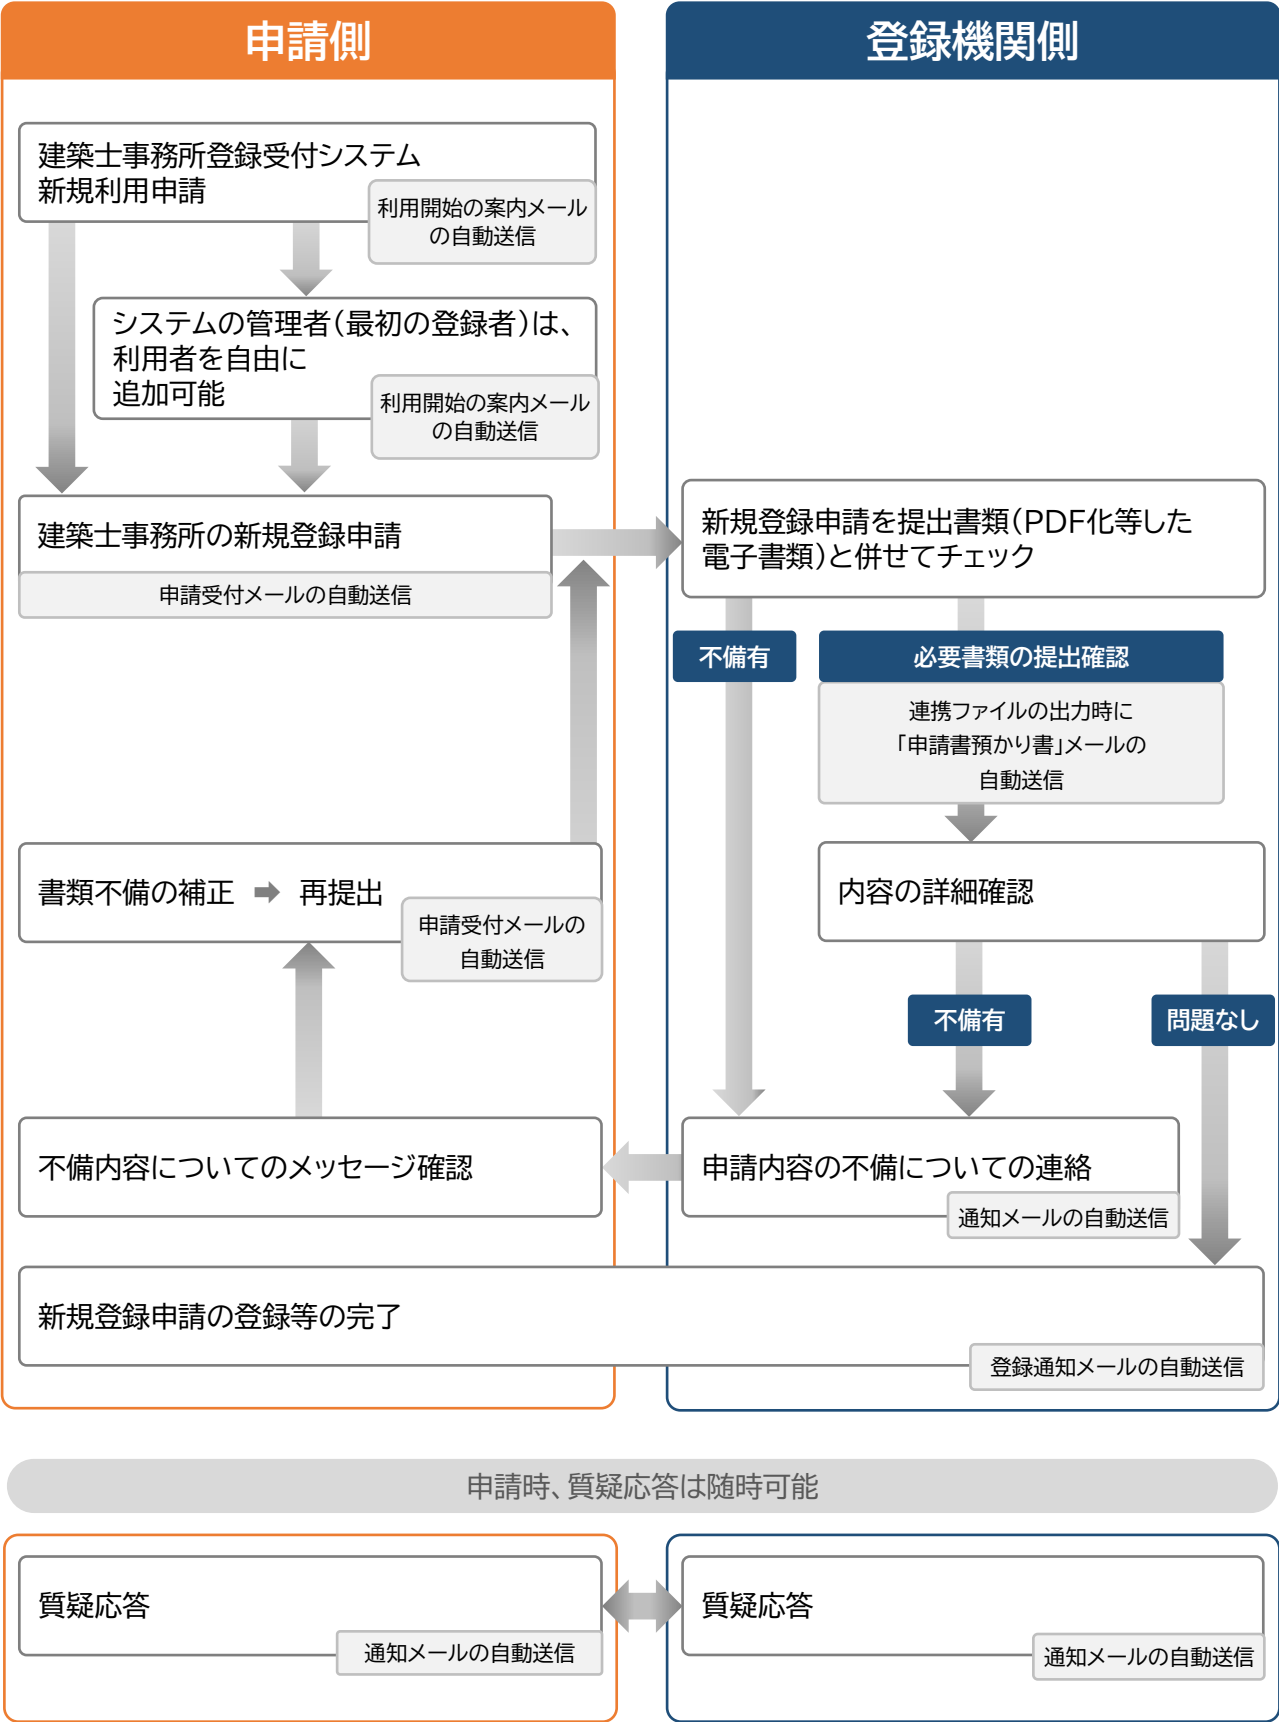 申請側
登録機関側
建築士事務所登録受付システム
新規利用申請
利用開始の案内メール
の自動送信
システムの管理者（最初の登録者）は、
利用者を自由に
追加可能
利用開始の案内メール
の自動送信
建築士事務所の新規登録申請
申請受付メールの自動送信
新規登録申請を提出書類（PDF化等した
電子書類）と併せてチェック
不備有
必要書類の提出確認
連携ファイルの出力時に
「申請書預かり書」メールの
自動送信
書類不備の補正 ➡ 再提出
申請受付メールの
自動送信
内容の詳細確認
不備有
問題なし
不備内容についてのメッセージ確認
申請内容の不備についての連絡
通知メールの自動送信
新規登録申請の登録等の完了
登録通知メールの自動送信
申請時、質疑応答は随時可能
質疑応答
通知メールの自動送信
質疑応答
通知メールの自動送信